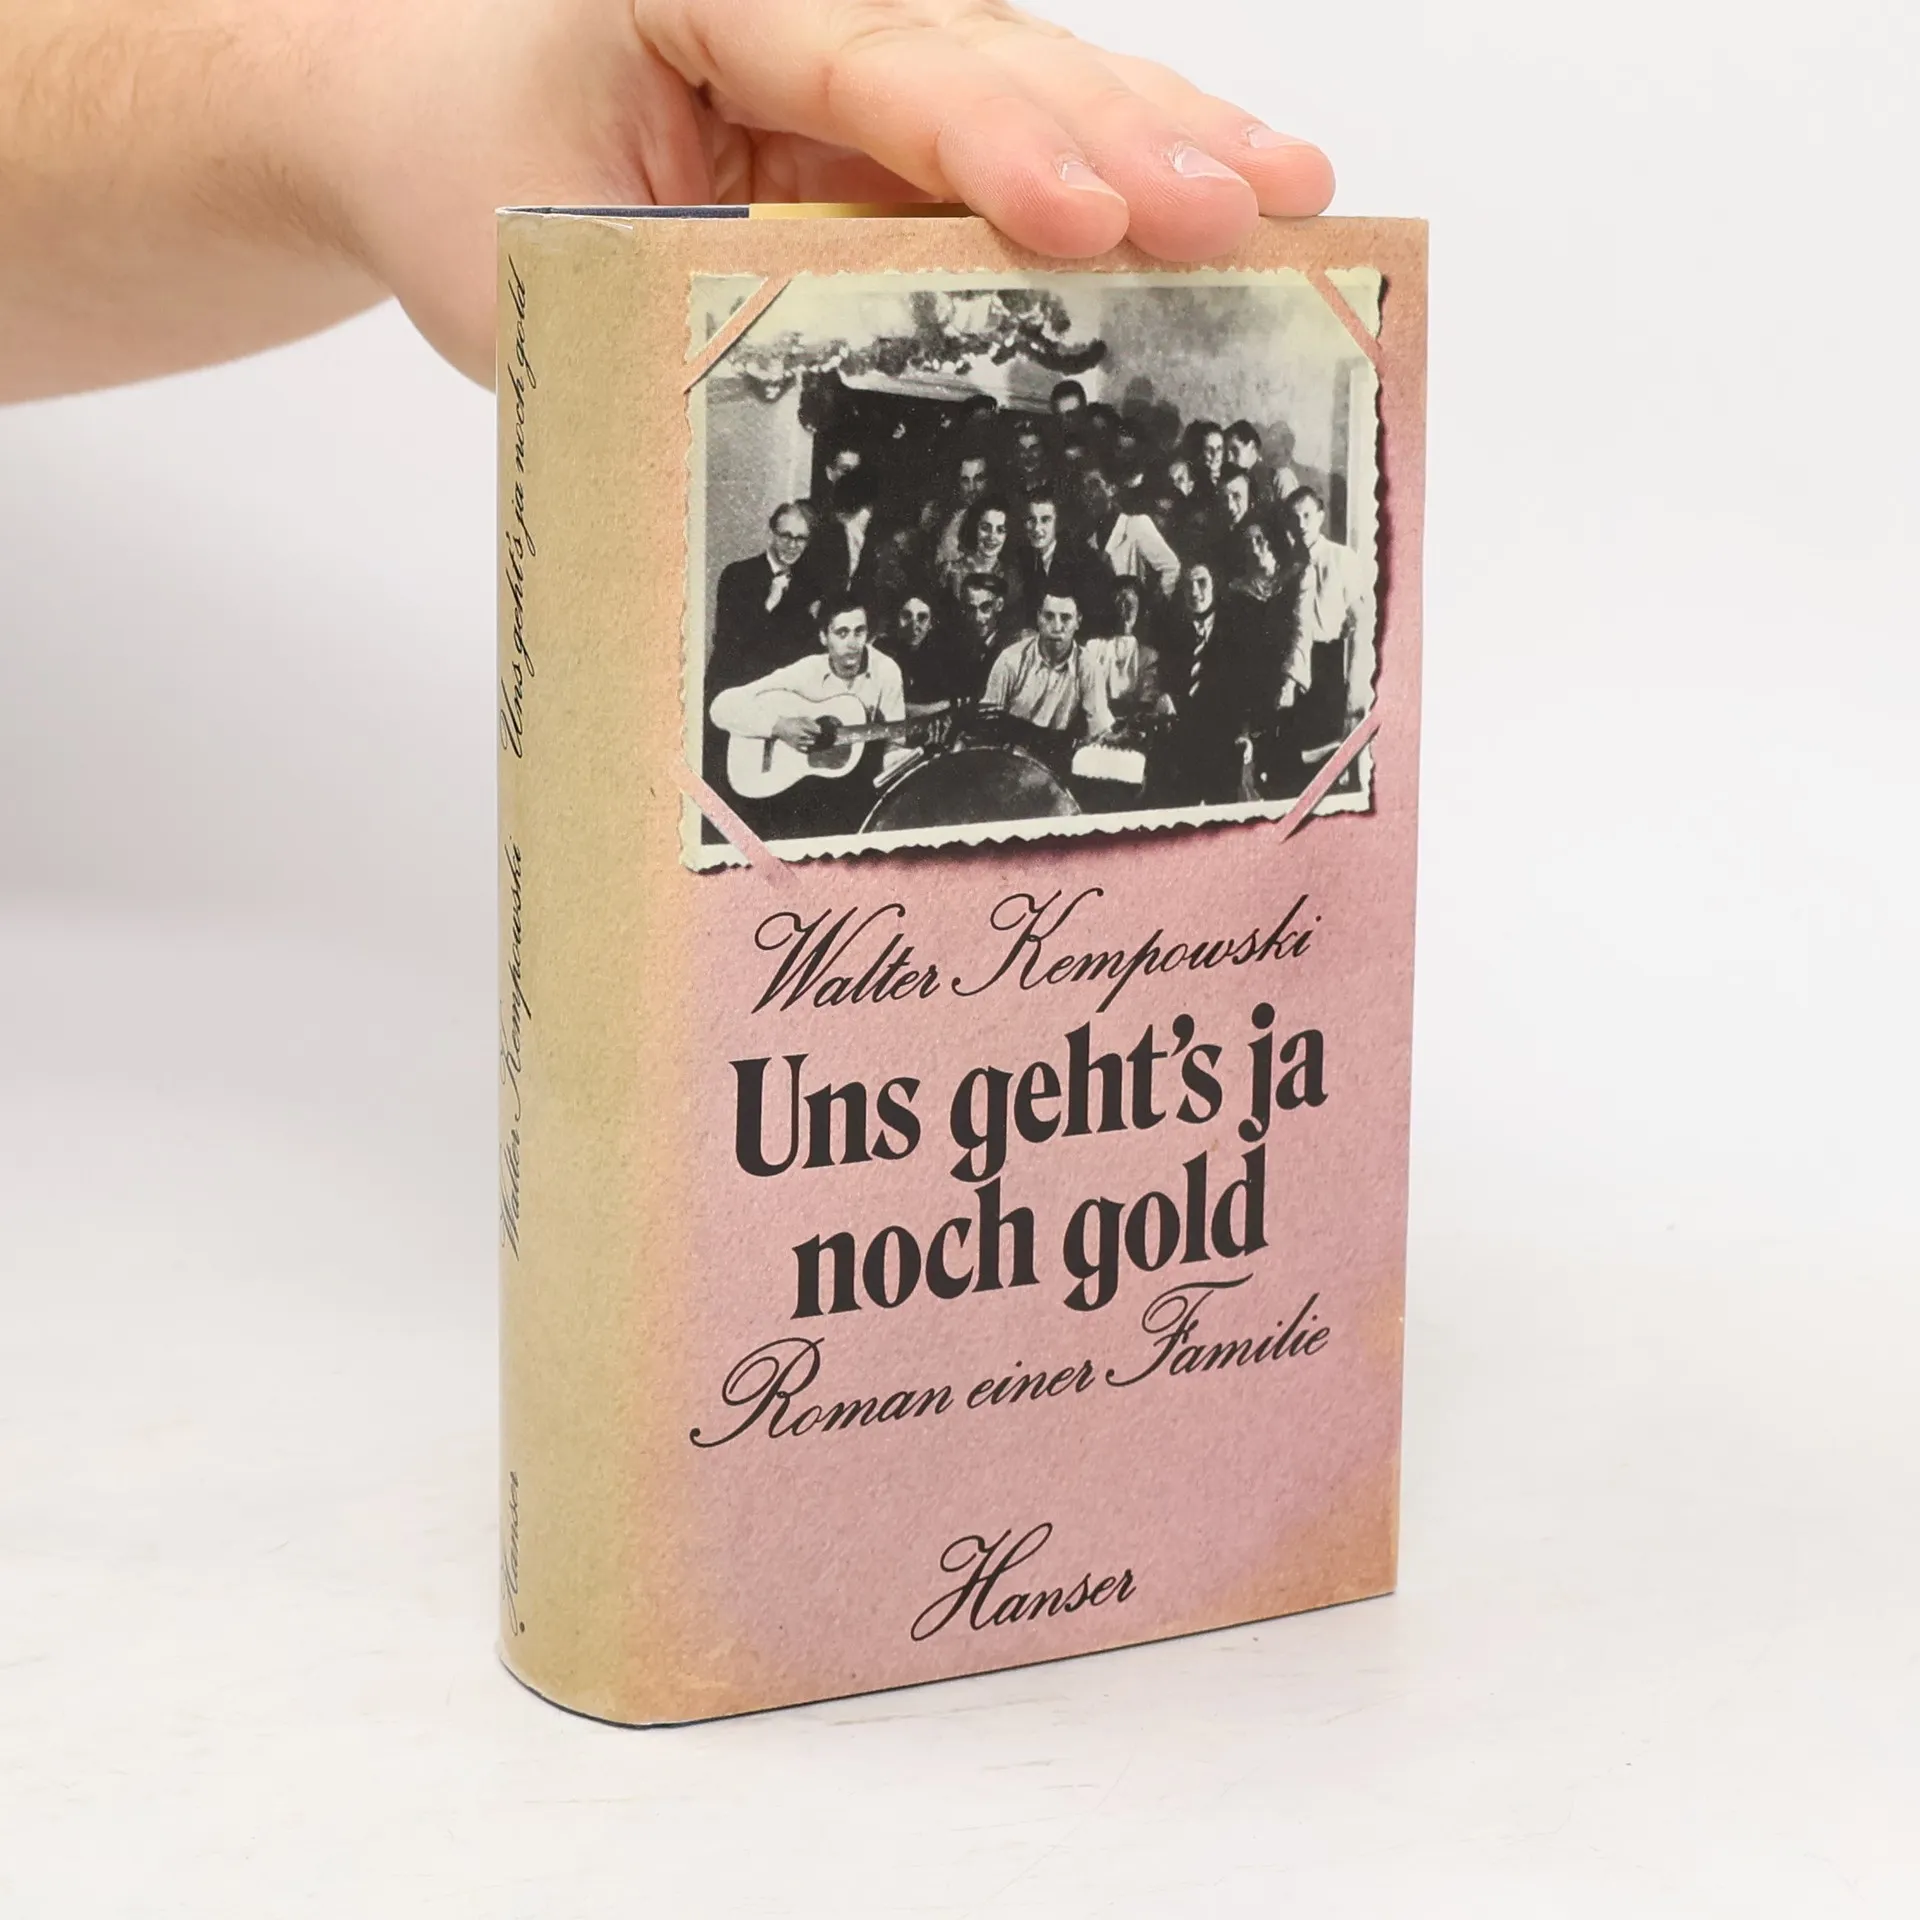 Walter Kempowski
Uns geht's ja
noch gold
Roman einer Familie
Hanser
Hanser Walter Kempowski Uns geht's ja noch gold